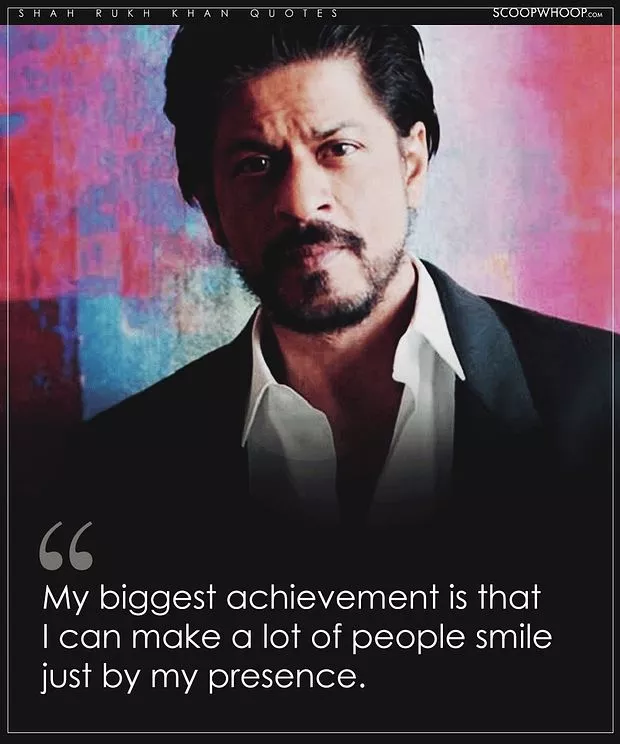 SHAH RUKH KHAN QUOTES
SCOOPWHOOP.COM
“
My biggest achievement is that
I can make a lot of people smile
just by my presence.